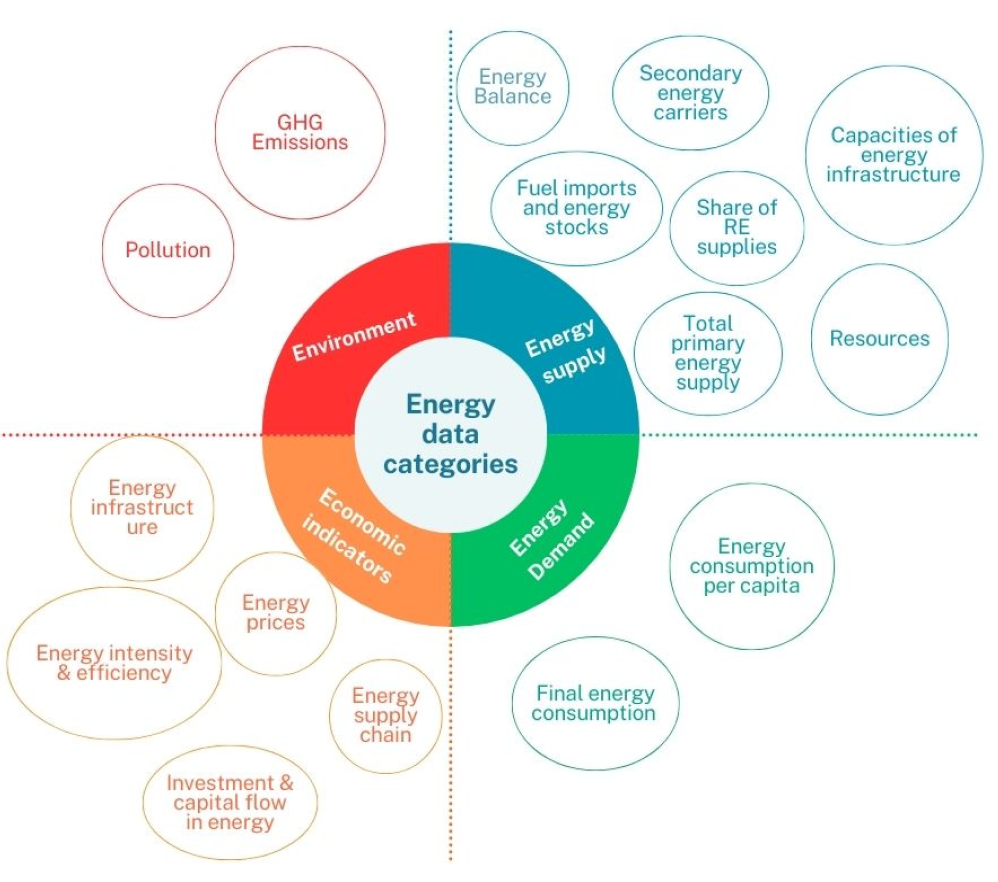 GHG
Emissions
Pollution
Energy
Balance
Secondary
energy
carriers
Capacities of
energy
infrastructure
Fuel imports
and energy
stocks
Share of
RE
supplies
Total
primary
energy
supply
Resources
Environment
Energy
supply
Energy
data
categories
Economic
indicators
Energy
Demand
Energy
infrastruct
ure
Energy
prices
Energy intensity
& efficiency
Energy
supply
chain
Investment &
capital flow
in energy
Energy
consumption
per capita
Final energy
consumption